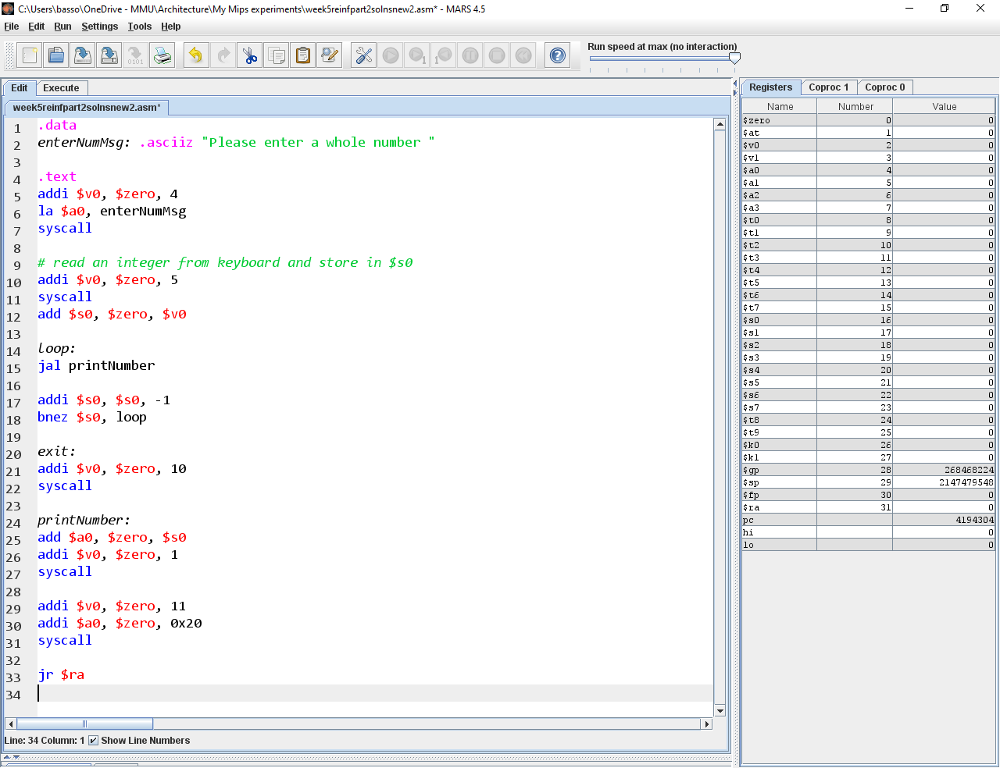 C:\Users\basso\OneDrive - MMU\Architecture\My Mips experiments\week5reinfpart2solnsnew2.asm* - MARS 4.5
File Edit Run Settings Tools Help
Run speed at max (no interaction)
Edit Execute
week5reinfpart2solnsnew2.asm*
1 .data
2 enterNumMsg: .asciiz "Please enter a whole number "
3
4 .text
5 addi $v0, $zero, 4
6 la $a0, enterNumMsg
7 syscall
8
9 # read an integer from keyboard and store in $s0
10 addi $v0, $zero, 5
11 syscall
12 add $s0, $zero, $v0
13
14 loop:
15 jal printNumber
16
17 addi $s0, $s0, -1
18 bnez $s0, loop
19
20 exit:
21 addi $v0, $zero, 10
22 syscall
23
24 printNumber:
25 add $a0, $zero, $s0
26 addi $v0, $zero, 1
27 syscall
28
29 addi $v0, $zero, 11
30 addi $a0, $zero, 0x20
31 syscall
32
33 jr $ra
34
Line: 34 Column: 1 Show Line Numbers
Registers Coproc 1 Coproc 0
Name Number Value
$zero 0 0
$at 1 0
$v0 2 0
$v1 3 0
$a0 4 0
$a1 5 0
$a2 6 0
$a3 7 0
$t0 8 0
$t1 9 0
$t2 10 0
$t3 11 0
$t4 12 0
$t5 13 0
$t6 14 0
$t7 15 0
$s0 16 0
$s1 17 0
$s2 18 0
$s3 19 0
$s4 20 0
$s5 21 0
$s6 22 0
$s7 23 0
$t8 24 0
$t9 25 0
$k0 26 0
$k1 27 0
$gp 28 268468224
$sp 29 2147479548
$fp 30 0
$ra 31 0
pc 4194304
hi 0
lo 0